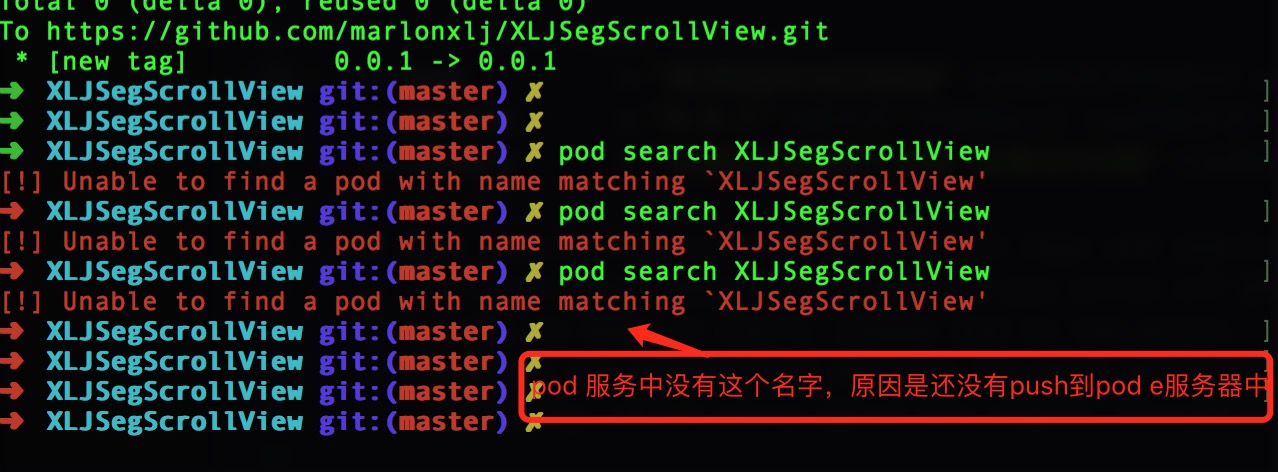 Total 0 (delta 0), reused 0 (delta 0)
To https://github.com/marlonxlj/XLJSegScrollView.git
* [new tag] 0.0.1 -> 0.0.1
➜ XLJSegScrollView git:(master) ✗ ]
➜ XLJSegScrollView git:(master) ✗ ]
➜ XLJSegScrollView git:(master) ✗ pod search XLJSegScrollView ]
[!] Unable to find a pod with name matching `XLJSegScrollView'
➜ XLJSegScrollView git:(master) ✗ pod search XLJSegScrollView ]
[!] Unable to find a pod with name matching `XLJSegScrollView'
➜ XLJSegScrollView git:(master) ✗ pod search XLJSegScrollView ]
[!] Unable to find a pod with name matching `XLJSegScrollView'
➜ XLJSegScrollView git:(master) ✗ ]
➜ XLJSegScrollView git:(master) ✗ ]
➜ XLJSegScrollView git:(master) ✗ ]
pod 服务中没有这个名字，原因是还没有push到pod e服务器中
➜ XLJSegScrollView git:(master) ✗